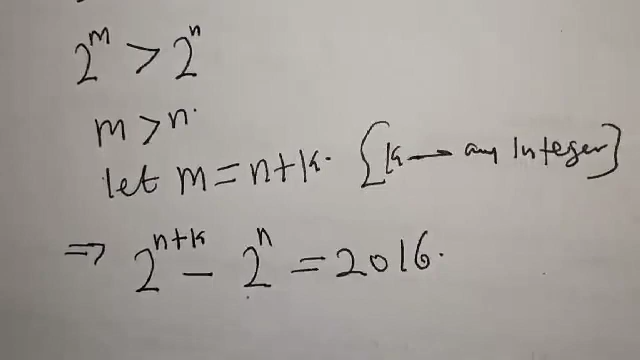 2^m > 2^n
m > n.
let m = n + k. {k → any Integer}
⇒ 2^{n+k} - 2^n = 2016.